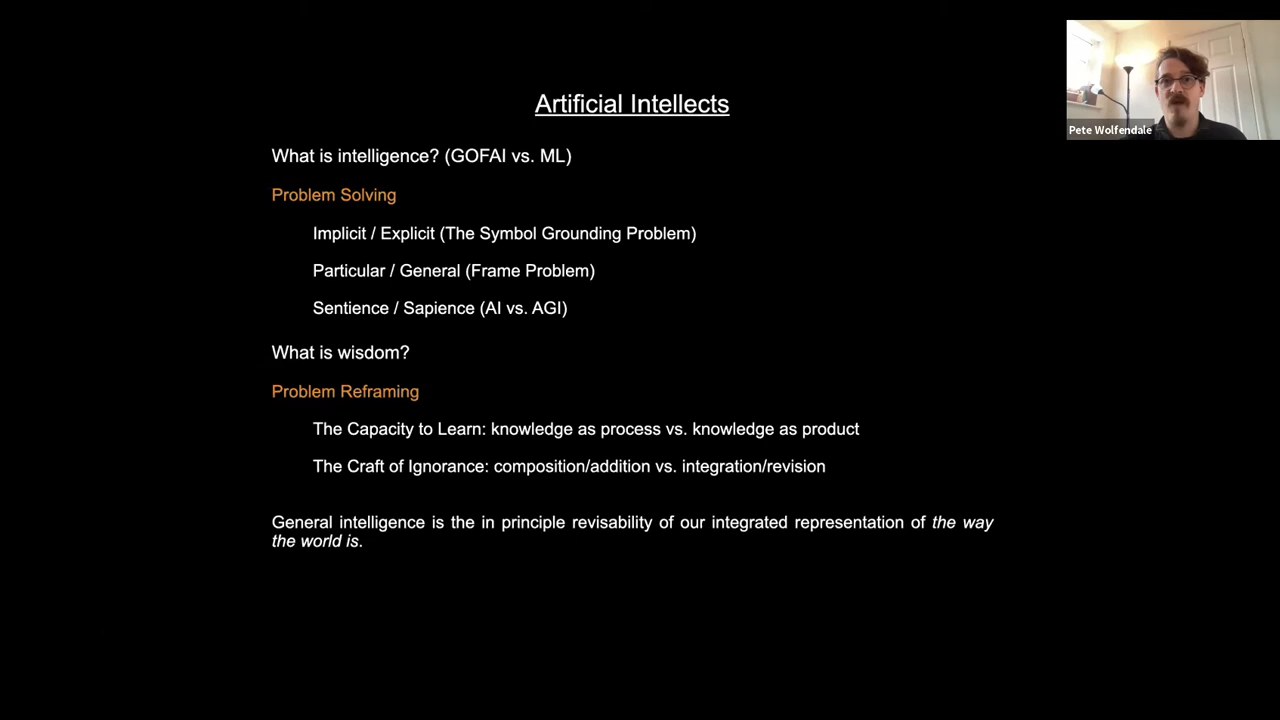 Artificial Intellects
Pete Wolfendale
What is intelligence? (GOFAI vs. ML)
Problem Solving
Implicit / Explicit (The Symbol Grounding Problem)
Particular / General (Frame Problem)
Sentience / Sapience (AI vs. AGI)
What is wisdom?
Problem Reframing
The Capacity to Learn: knowledge as process vs. knowledge as product
The Craft of Ignorance: composition/addition vs. integration/revision
General intelligence is the in principle revisability of our integrated representation of the way
the world is.